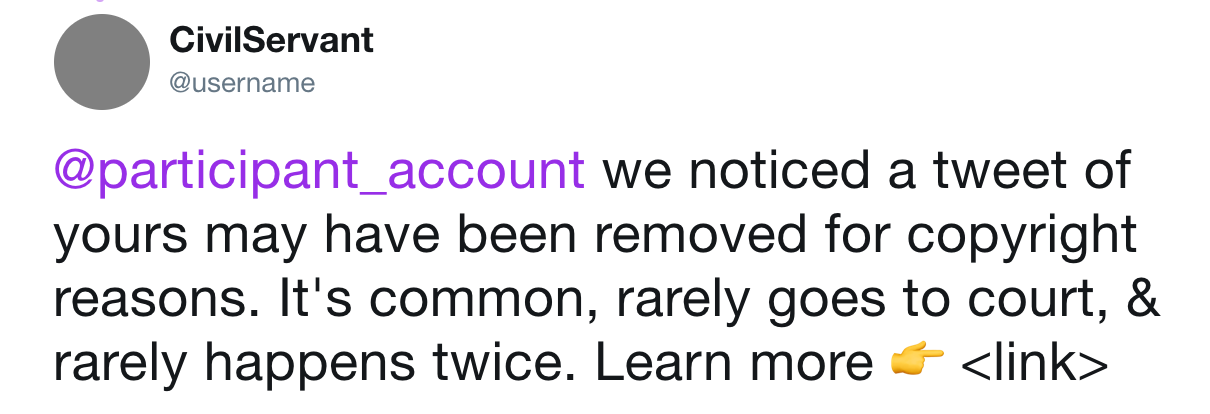 CivilServant
@username
@participant_account we noticed a tweet of
yours may have been removed for copyright
reasons. It's common, rarely goes to court, &
rarely happens twice. Learn more 👉 <link>